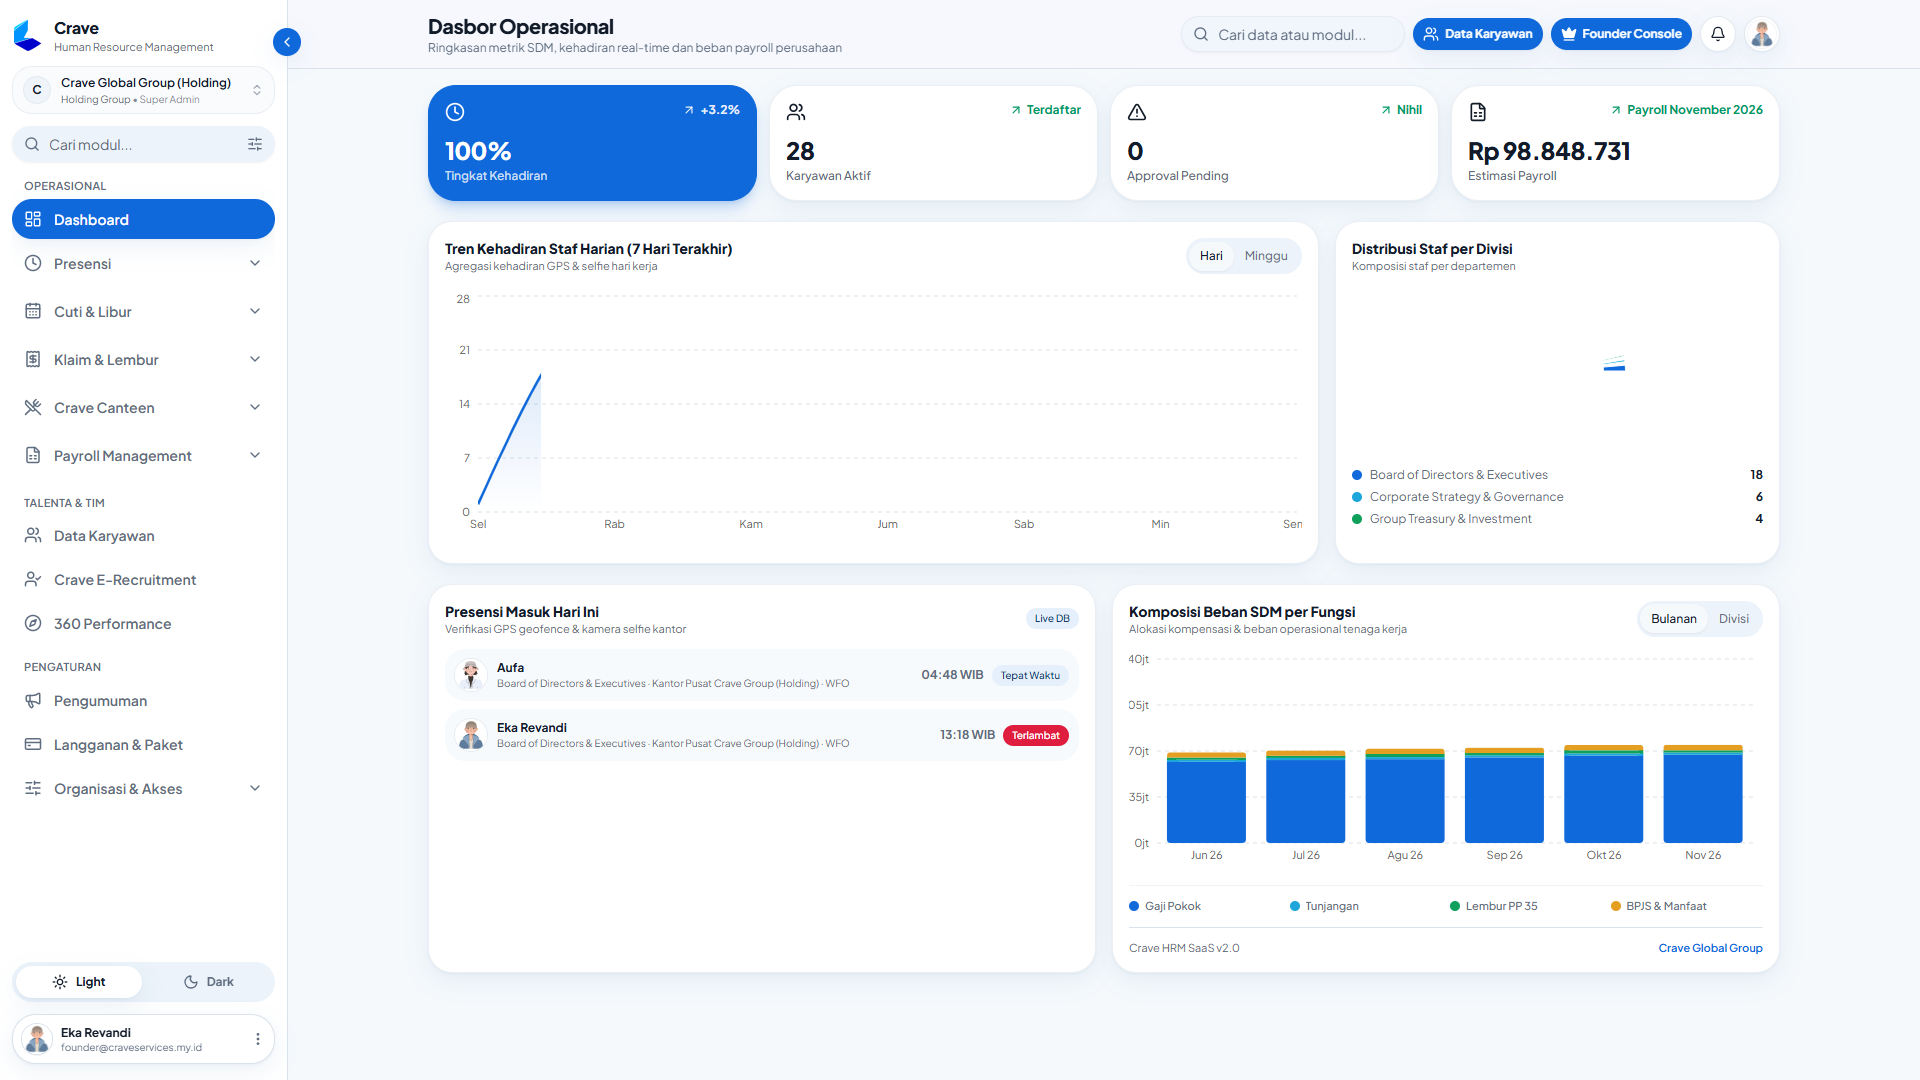 Crave
Human Resource Management
Crave Global Group (Holding)
Holding Group • Super Admin
Cari modul...
OPERASIONAL
Dashboard
Presensi
Cuti & Libur
Klaim & Lembur
Crave Canteen
Payroll Management
TALENTA & TIM
Data Karyawan
Crave E-Recruitment
360 Performance
PENGATURAN
Pengumuman
Langganan & Paket
Organisasi & Akses
Light
Dark
Eka Revandi
founder@craveservices.my.id
Dasbor Operasional
Ringkasan metrik SDM, kehadiran real-time dan beban payroll perusahaan
Cari data atau modul...
Data Karyawan
Founder Console
+3.2%
100%
Tingkat Kehadiran
Terdaftar
28
Karyawan Aktif
Nihil
0
Approval Pending
Payroll November 2026
Rp 98.848.731
Estimasi Payroll
Tren Kehadiran Staf Harian (7 Hari Terakhir)
Agregasi kehadiran GPS & selfie hari kerja
Hari
Minggu
28
21
14
7
0
Sel
Rab
Kam
Jum
Sab
Min
Sen
Distribusi Staf per Divisi
Komposisi staf per departemen
Board of Directors & Executives 18
Corporate Strategy & Governance 6
Group Treasury & Investment 4
Presensi Masuk Hari Ini
Verifikasi GPS geofence & kamera selfie kantor
Live DB
Aufa
Board of Directors & Executives · Kantor Pusat Crave Group (Holding) · WFO
04:48 WIB
Tepat Waktu
Eka Revandi
Board of Directors & Executives · Kantor Pusat Crave Group (Holding) · WFO
13:18 WIB
Terlambat
Komposisi Beban SDM per Fungsi
Alokasi kompensasi & beban operasional tenaga kerja
Bulanan
Divisi
40jt
05jt
70jt
35jt
0jt
Jun 26
Jul 26
Agu 26
Sep 26
Okt 26
Nov 26
Gaji Pokok
Tunjangan
Lembur PP 35
BPJS & Manfaat
Crave HRM SaaS v2.0
Crave Global Group
C